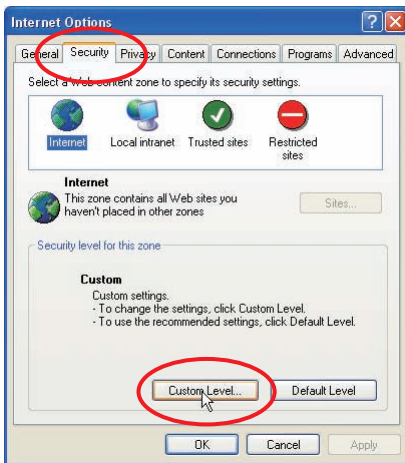 Internet Options
General Security Privacy Content Connections Programs Advanced
Select a Web content zone to specify its security settings.
Internet Local intranet Trusted sites Restricted
sites
Internet
This zone contains all Web sites you
haven't placed in other zones
Sites...
Security level for this zone
Custom
Custom settings.
- To change the settings, click Custom Level.
- To use the recommended settings, click Default Level.
Custom Level... Default Level
OK Cancel Apply